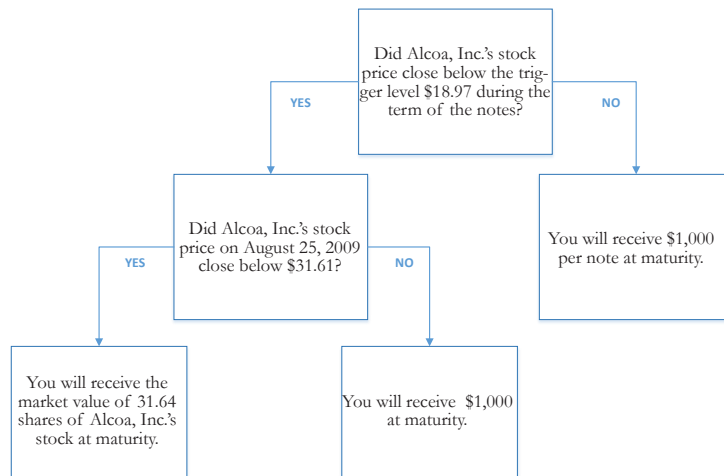 Did Alcoa, Inc.'s stock
price close below the trig-
ger level $18.97 during the
term of the notes?
YES
NO
Did Alcoa, Inc.'s stock
price on August 25, 2009
close below $31.61?
You will receive $1,000
per note at maturity.
YES
NO
You will receive the
market value of 31.64
shares of Alcoa, Inc.'s
stock at maturity.
You will receive $1,000
at maturity.